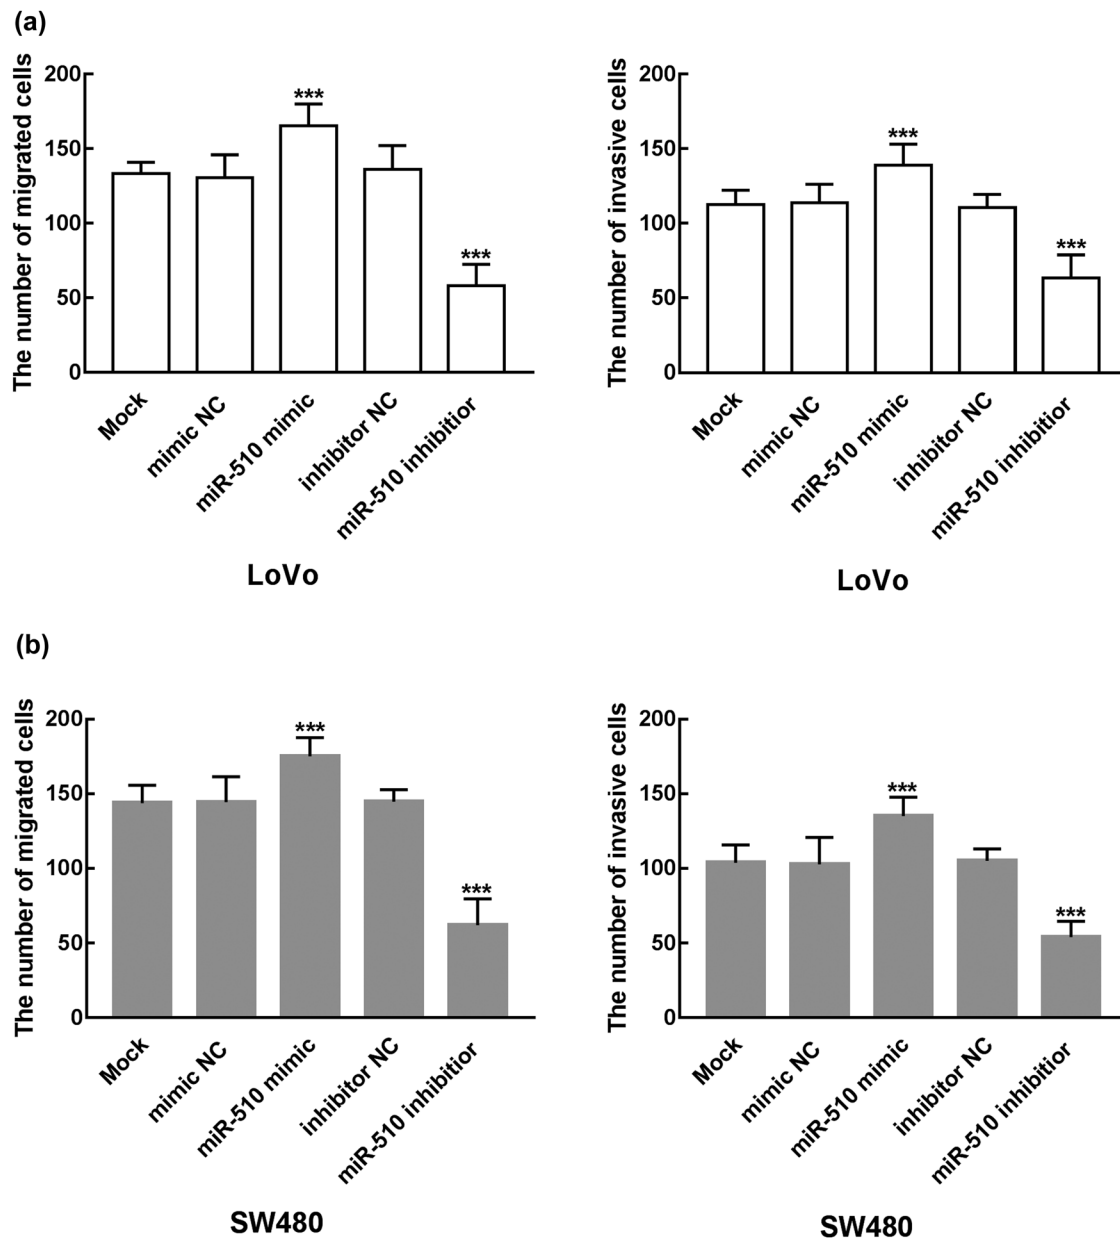 (a)
The number of migrated cells
200
150
100
50
0
***
***
Mock
mimic NC
miR-510 mimic
inhibitor NC
miR-510 inhibitior
LoVo
The number of invasive cells
200
150
100
50
0
***
***
Mock
mimic NC
miR-510 mimic
inhibitor NC
miR-510 inhibitior
LoVo
(b)
The number of migrated cells
200
150
100
50
0
***
***
Mock
mimic NC
miR-510 mimic
inhibitor NC
miR-510 inhibitior
SW480
The number of invasive cells
200
150
100
50
0
***
***
Mock
mimic NC
miR-510 mimic
inhibitor NC
miR-510 inhibitior
SW480